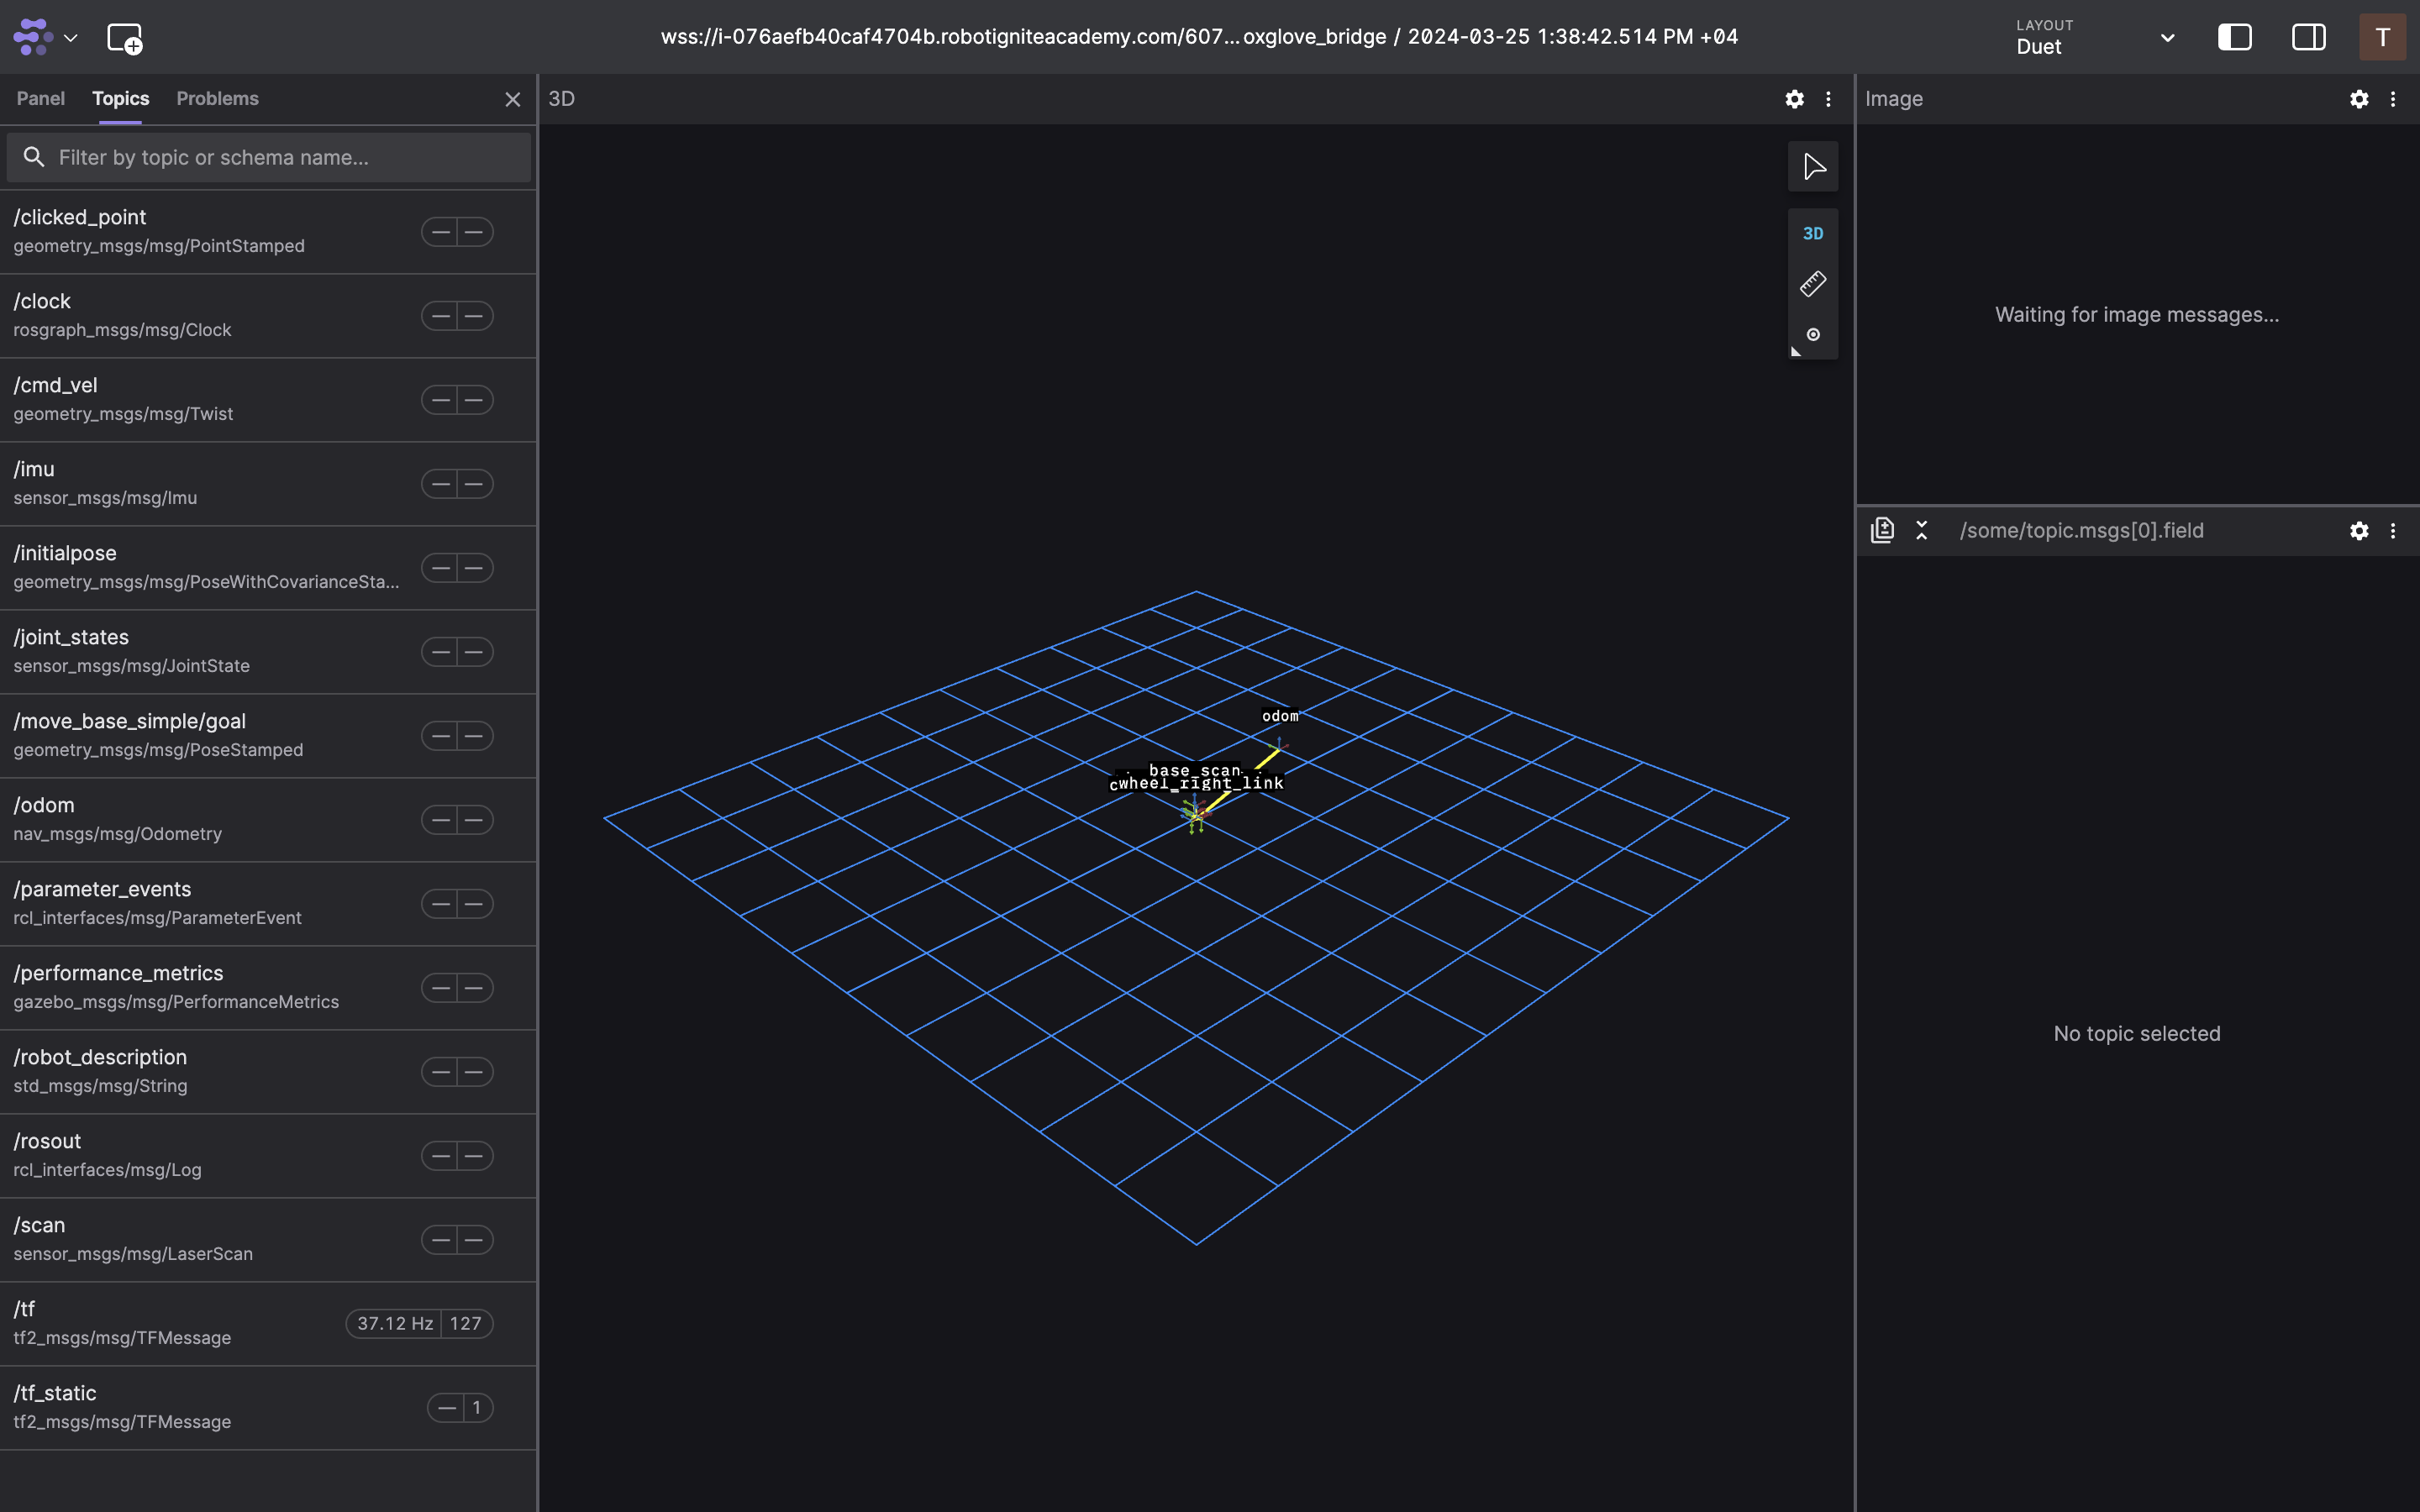 wss://i-076aefb40caf4704b.robotigniteacademy.com/607...oxglove_bridge / 2024-03-25 1:38:42.514 PM +04
LAYOUT
Duet
T
Panel
Topics
Problems
Filter by topic or schema name...
/clicked_point
geometry_msgs/msg/PointStamped
— —
/clock
rosgraph_msgs/msg/Clock
— —
/cmd_vel
geometry_msgs/msg/Twist
— —
/imu
sensor_msgs/msg/Imu
— —
/initialpose
geometry_msgs/msg/PoseWithCovarianceSta...
— —
/joint_states
sensor_msgs/msg/JointState
— —
/move_base_simple/goal
geometry_msgs/msg/PoseStamped
— —
/odom
nav_msgs/msg/Odometry
— —
/parameter_events
rcl_interfaces/msg/ParameterEvent
— —
/performance_metrics
gazebo_msgs/msg/PerformanceMetrics
— —
/robot_description
std_msgs/msg/String
— —
/rosout
rcl_interfaces/msg/Log
— —
/scan
sensor_msgs/msg/LaserScan
— —
/tf
tf2_msgs/msg/TFMessage
37.12 Hz 127
/tf_static
tf2_msgs/msg/TFMessage
— 1
3D
3D
odom
base_scan
wheel_right_link
Image
Waiting for image messages...
/some/topic.msgs[0].field
No topic selected